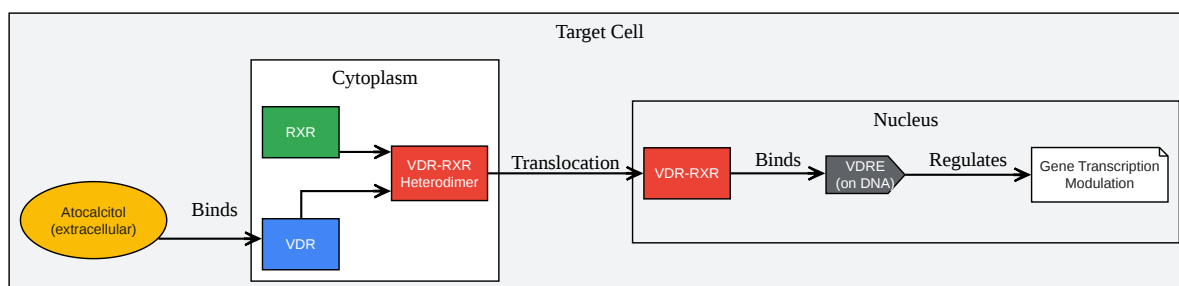 Target Cell
Cytoplasm
RXR
VDR-RXR
Heterodimer
Translocation
Nucleus
VDR-RXR
Binds
VDRE
(on DNA)
Regulates
Gene Transcription
Modulation
Atocalcitol
(extracellular)
Binds
VDR